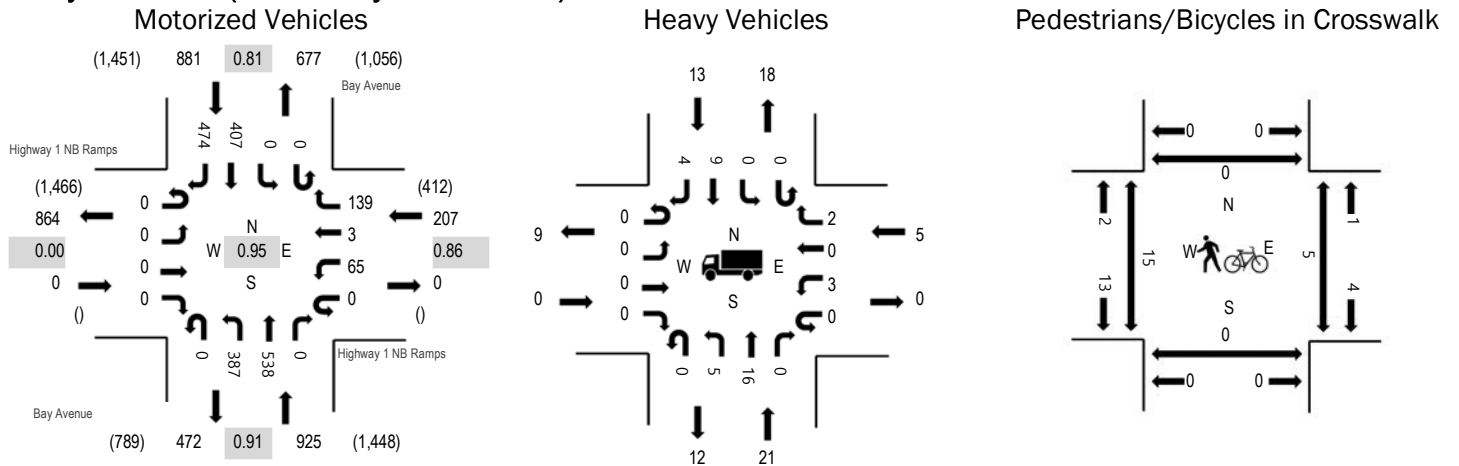 Motorized Vehicles
(1,451) 881 0.81 677 (1,056)
Bay Avenue
474 407 0 0
Highway 1 NB Ramps
(1,466)
864
0.00
0
()
0
0
0
0
N
W 0.95 E
S
139
3
65
0
(412)
207
0.86
0
()
0 387 538 0
Highway 1 NB Ramps
Bay Avenue
(789) 472 0.91 925 (1,448)
Heavy Vehicles
13 18
4 9 0 0
9
0
0
0
0
0
N
W E
S
2
0
3
0
5
0
0 5 16 0
12 21
Pedestrians/Bicycles in Crosswalk
0 0
0
N
2 1
15 W E 5
13 4
S
0
0 0